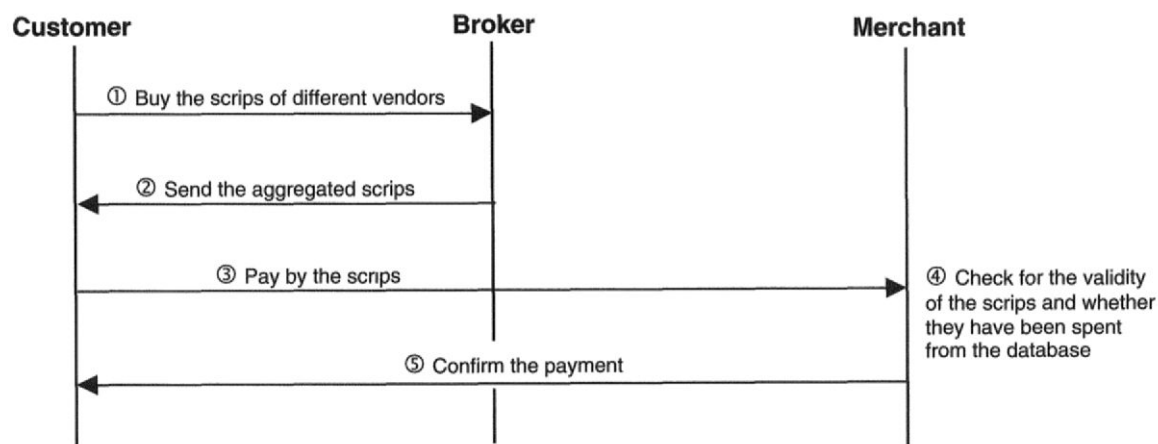 Customer
Broker
Merchant
① Buy the scrips of different vendors
② Send the aggregated scrips
③ Pay by the scrips
④ Check for the validity
of the scrips and whether
they have been spent
from the database
⑤ Confirm the payment